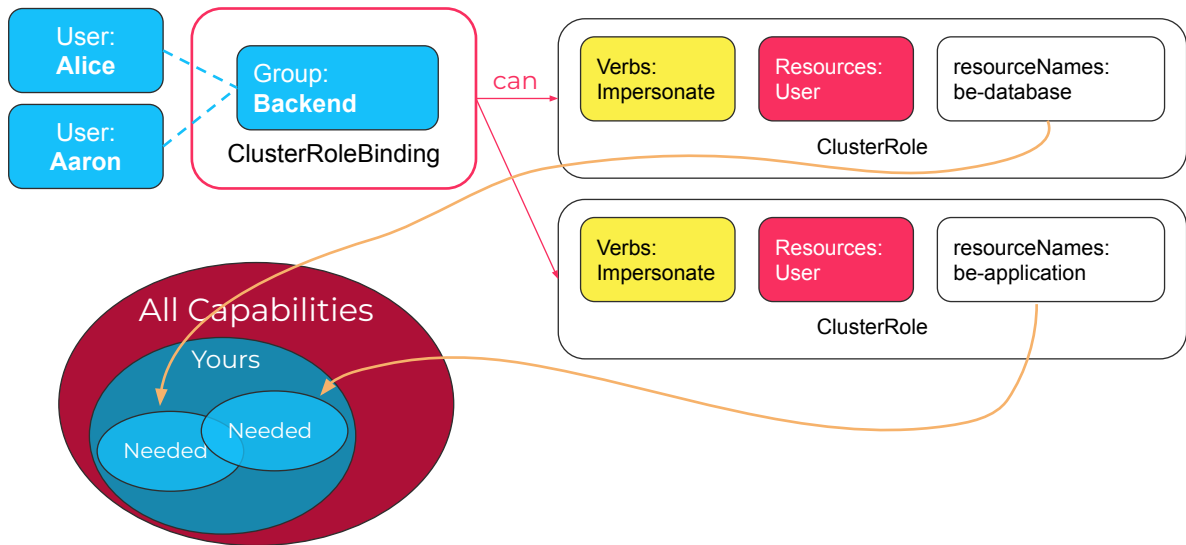 User:
Alice
User:
Aaron
Group:
Backend
ClusterRoleBinding
can
Verbs:
Impersonate
Resources:
User
resourceNames:
be-database
ClusterRole
Verbs:
Impersonate
Resources:
User
resourceNames:
be-application
ClusterRole
All Capabilities
Yours
Needed
Needed